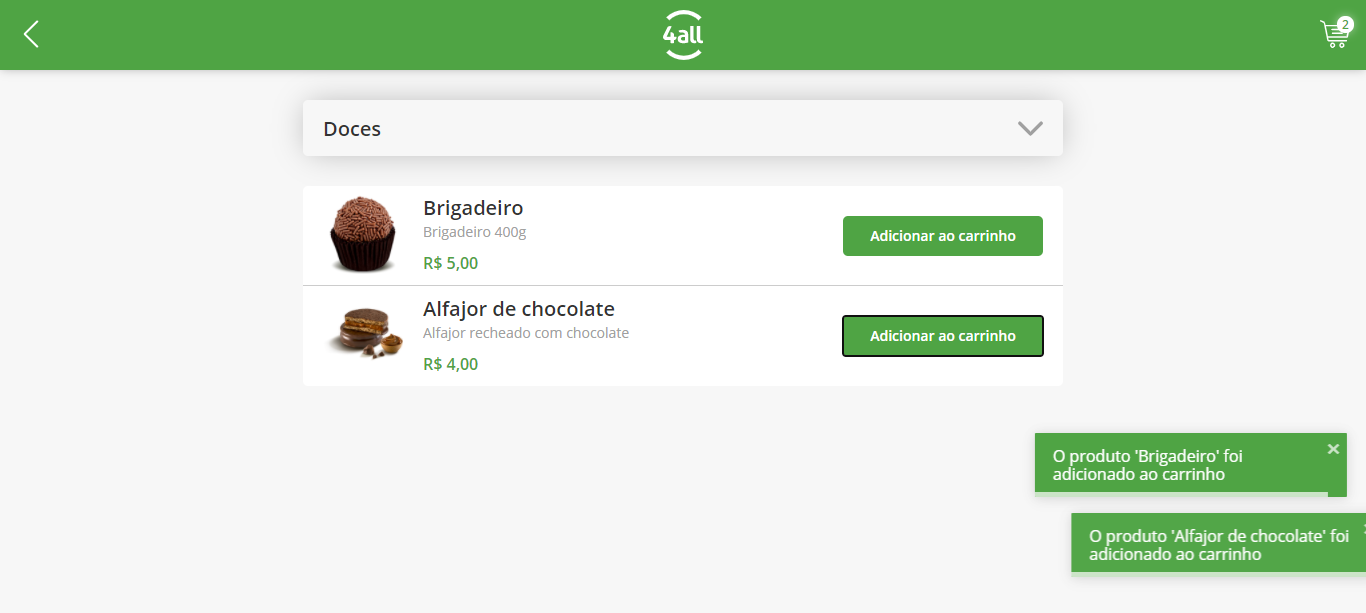 4all
2
Doces
Brigadeiro
Brigadeiro 400g
R$ 5,00
Adicionar ao carrinho
Alfajor de chocolate
Alfajor recheado com chocolate
R$ 4,00
Adicionar ao carrinho
O produto 'Brigadeiro' foi
adicionado ao carrinho
O produto 'Alfajor de chocolate' foi
adicionado ao carrinho